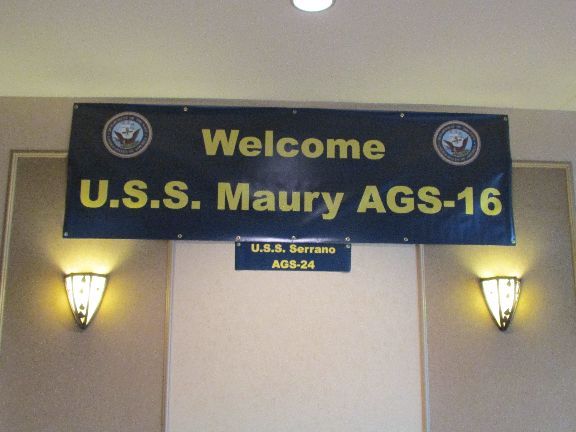 Welcome
U.S.S. Maury AGS-16
U.S.S. Serrano
AGS-24